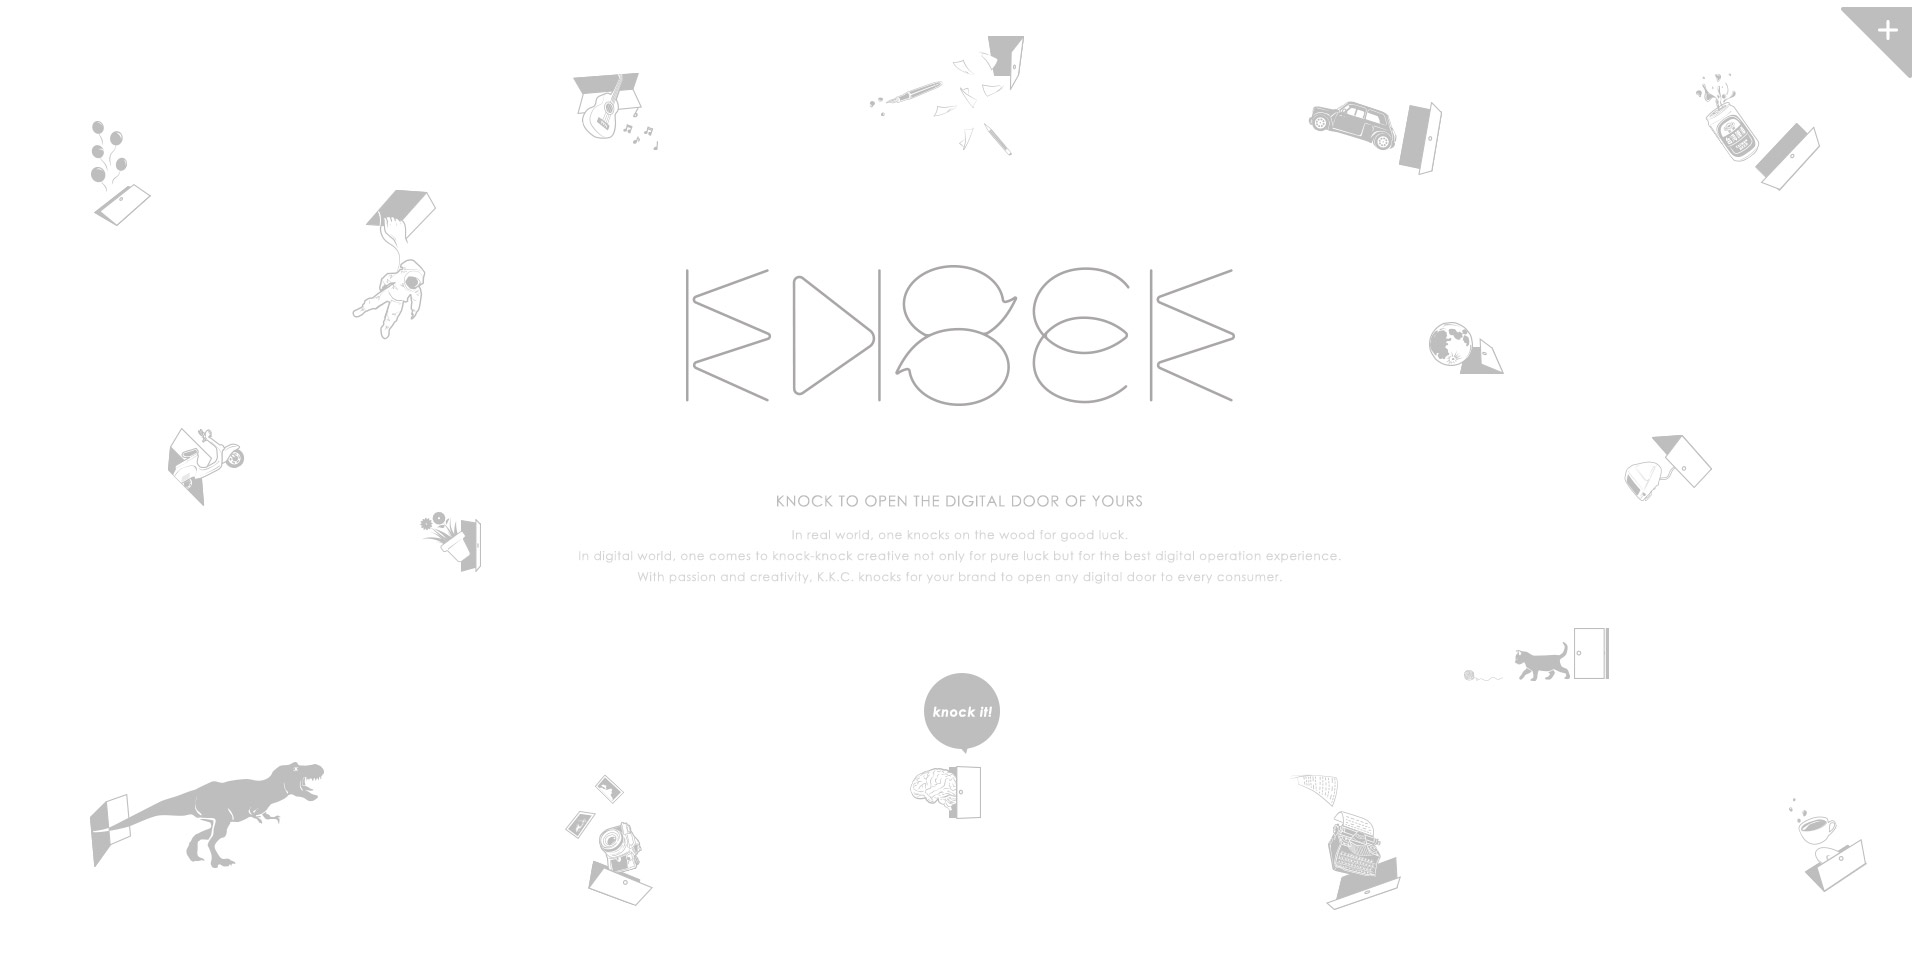 KNOCK
KNOCK TO OPEN THE DIGITAL DOOR OF YOURS
In real world, one knocks on the wood for good luck.
In digital world, one comes to knock-knock creative not only for pure luck but for the best digital operation experience.
With passion and creativity, K.K.C. knocks for your brand to open any digital door to every consumer.
knock it!